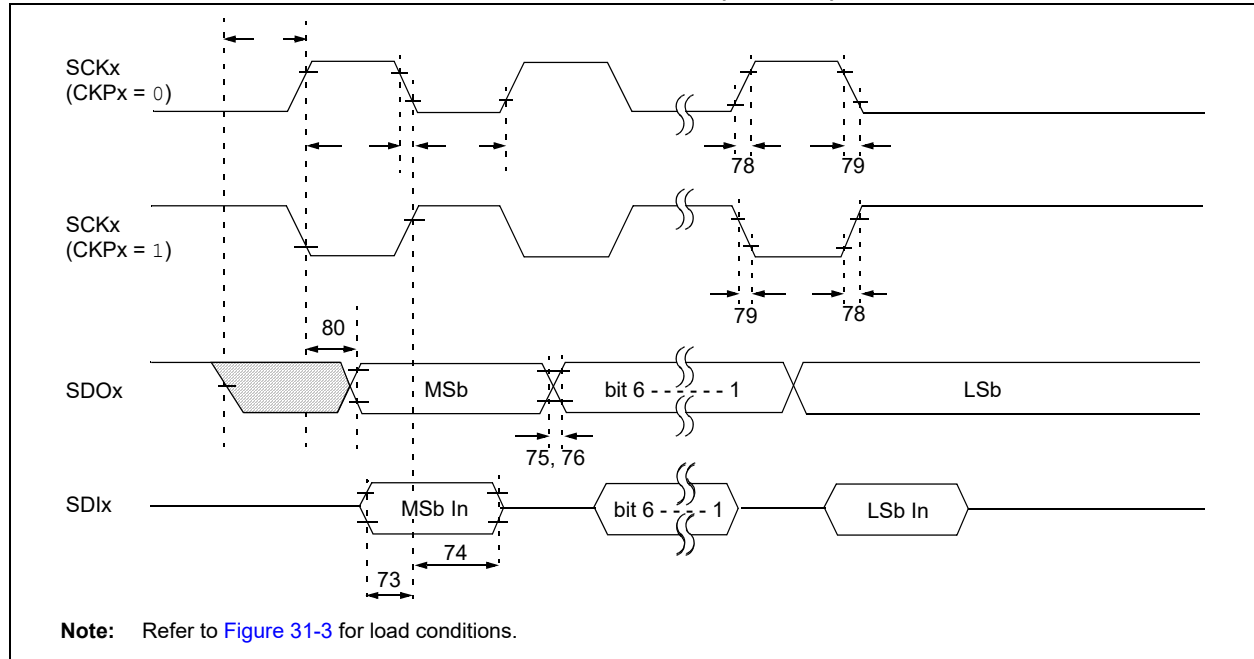 SCKx
(CKPx = 0)
78
79
SCKx
(CKPx = 1)
79
78
80
SDOx
MSb
bit 6 - - - - - - 1
LSb
75, 76
SDIx
MSb In
bit 6 - - - - 1
LSb In
74
73
Note: Refer to Figure 31-3 for load conditions.